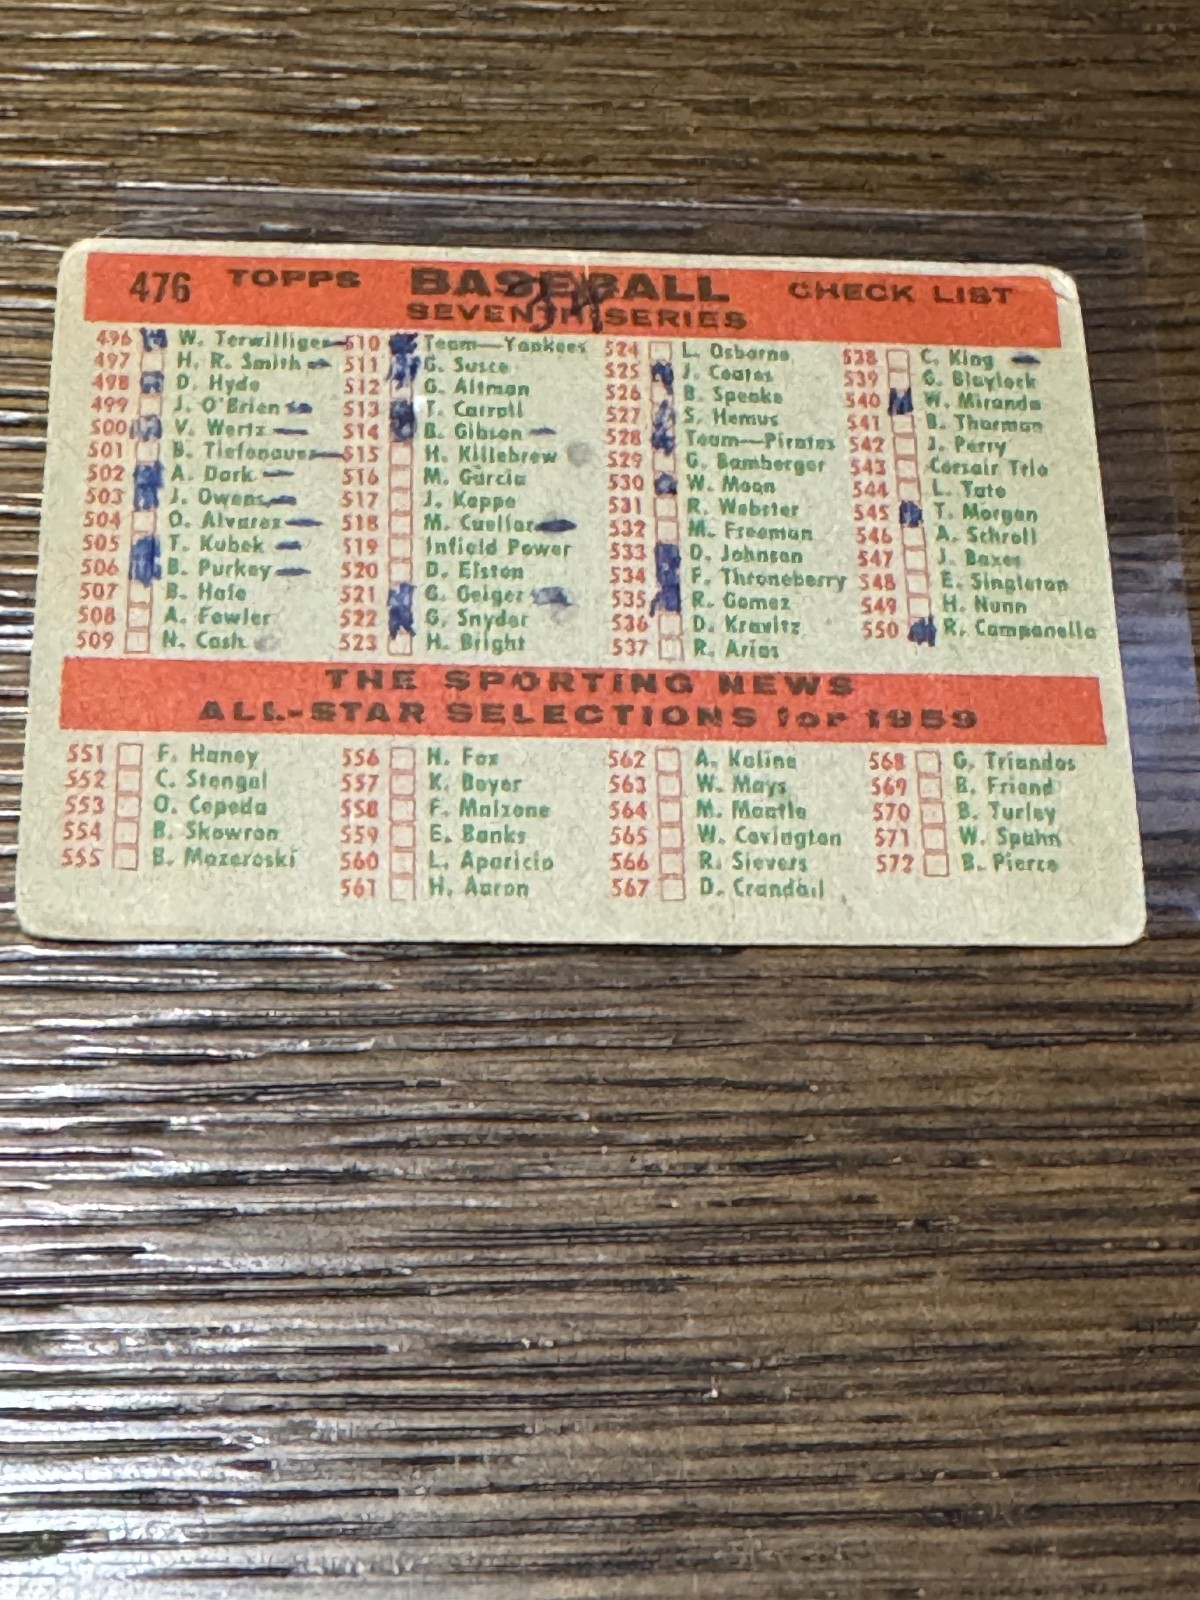 476 TOPPS BASEBALL CHECK LIST
SEVENTH SERIES
496 W. Terwilliger
497 H. R. Smith
498 D. Hyde
499 J. O'Brien
500 V. Wertz
501 B. Tiefenauer
502 A. Dark
503 J. Owens
504 O. Alvarez
505 T. Kubek
506 B. Purkey
507 B. Hale
508 A. Fowler
509 N. Cash
510 Team—Yankees
511 G. Susce
512 G. Altman
513 T. Carroll
514 B. Gibson
515 H. Killebrew
516 M. Garcia
517 J. Koppe
518 M. Cuellar
519 Infield Power
520 D. Elston
521 G. Geiger
522 G. Snyder
523 H. Bright
524 L. Osborne
525 J. Coates
526 B. Speake
527 S. Hemus
528 Team—Pirates
529 G. Bamberger
530 W. Moon
531 R. Webster
532 M. Freeman
533 D. Johnson
534 F. Throneberry
535 R. Gomez
536 D. Kravitz
537 R. Arias
538 C. King
539 G. Blaylock
540 W. Miranda
541 B. Thurman
542 J. Perry
543 Corsair Trio
544 L. Tate
545 T. Morgan
546 A. Schroll
547 J. Baxes
548 E. Singleton
549 H. Nunn
550 R. Campanella
THE SPORTING NEWS
ALL-STAR SELECTIONS for 1959
551 F. Haney
552 C. Stengel
553 O. Cepeda
554 B. Skowron
555 B. Mazeroski
556 N. Fox
557 K. Boyer
558 F. Malzone
559 E. Banks
560 L. Aparicio
561 H. Aaron
562 A. Kaline
563 W. Mays
564 M. Mantle
565 W. Covington
566 R. Sievers
567 D. Crandall
568 G. Triandos
569 B. Friend
570 B. Turley
571 W. Spahn
572 B. Pierce